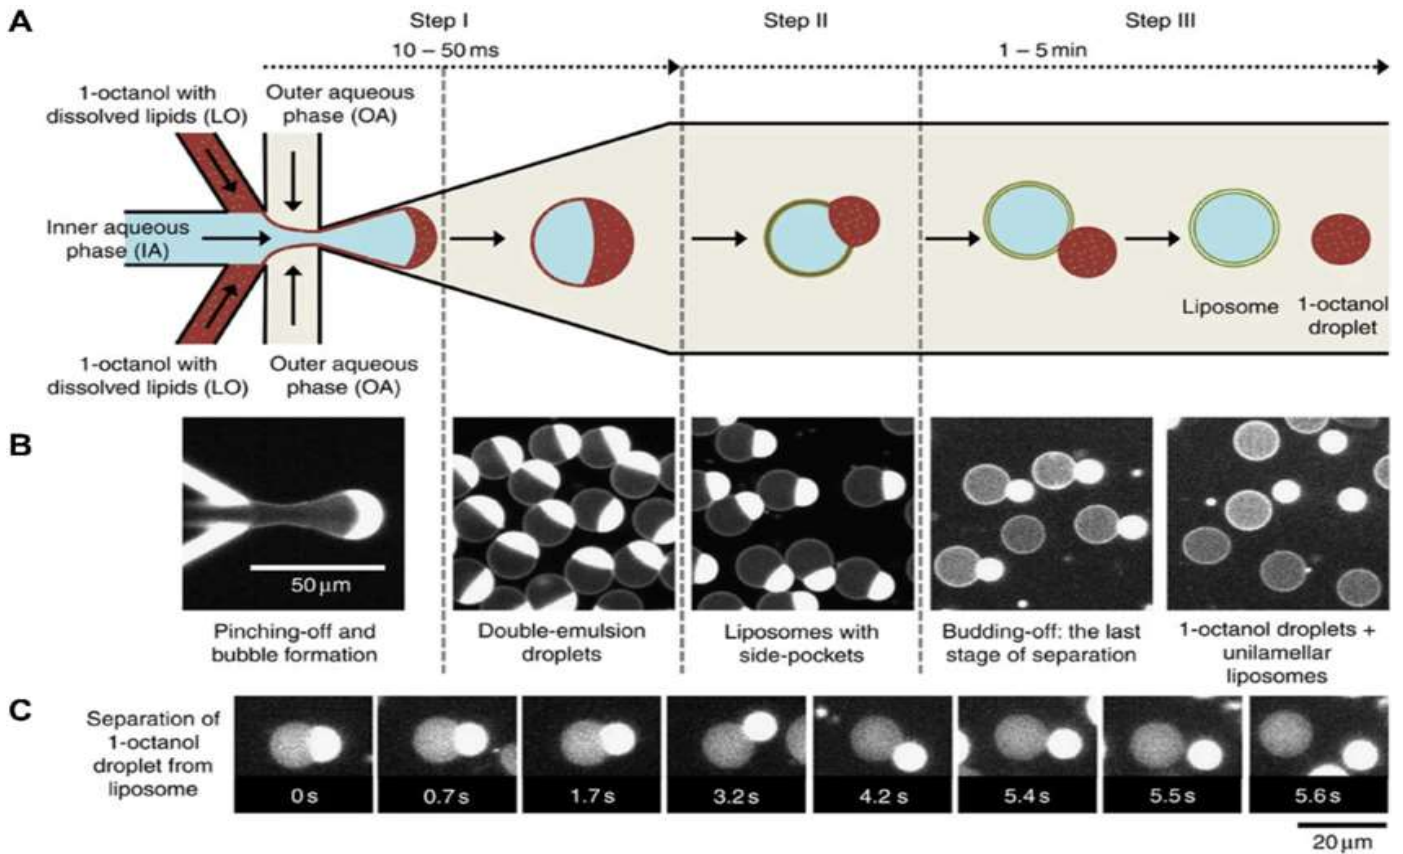 A
Step I
Step II
Step III
10 – 50 ms
1 – 5 min
1-octanol with
dissolved lipids (LO)
Outer aqueous
phase (OA)
Inner aqueous
phase (IA)
Liposome
1-octanol
droplet
1-octanol with
dissolved lipids (LO)
Outer aqueous
phase (OA)
B
50 µm
Pinching-off and
bubble formation
Double-emulsion
droplets
Liposomes with
side-pockets
Budding-off: the last
stage of separation
1-octanol droplets +
unilamellar
liposomes
C
Separation of
1-octanol
droplet from
liposome
0 s
0.7 s
1.7 s
3.2 s
4.2 s
5.4 s
5.5 s
5.6 s
20 µm